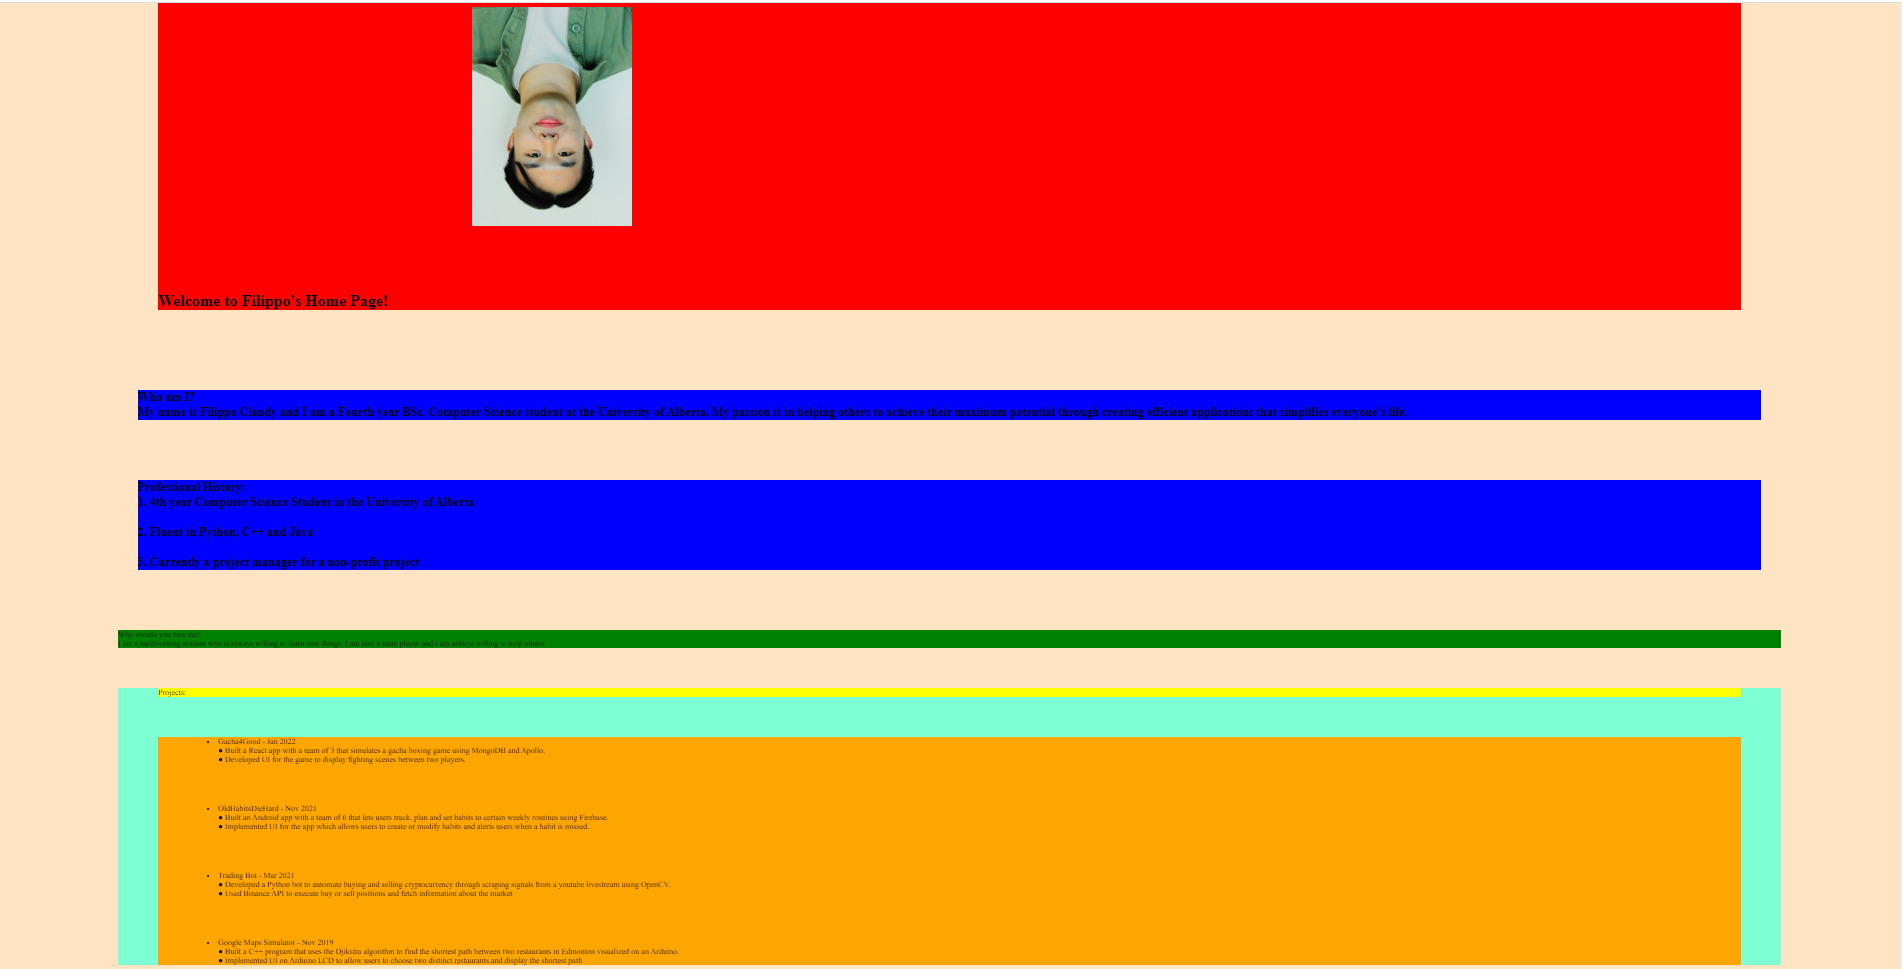 Welcome to Filippo's Home Page!
Who am I?
My name is Filippo Ciandy and I am a Fourth year BSc. Computer Science student at the University of Alberta. My passion is in helping others to achieve their maximum potential through creating efficient applications that simplifies everyone's life.
Professional History:
1. 4th year Computer Science Student in the University of Alberta
2. Fluent in Python, C++ and Java
3. Currently a project manager for a non-profit project
Why should you hire me?
I am a hardworking student who is always willing to learn new things. I am also a team player and I am always willing to help others.
Projects:
• Gacha4Good - Jan 2022
● Built a React app with a team of 3 that simulates a gacha boxing game using MongoDB and Apollo.
● Developed UI for the game to display fighting scenes between two players.
• OldHabitsDieHard - Nov 2021
● Built an Android app with a team of 6 that lets users track, plan and set habits to certain weekly routines using Firebase.
● Implemented UI for the app which allows users to create or modify habits and alerts users when a habit is missed.
• Trading Bot - Mar 2021
● Developed a Python bot to automate buying and selling cryptocurrency through scraping signals from a youtube livestream using OpenCV.
● Used Binance API to execute buy or sell positions and fetch information about the market
• Google Maps Simulator - Nov 2019
● Built a C++ program that uses the Djikstra algorithm to find the shortest path between two restaurants in Edmonton visualized on an Arduino.
● Implemented UI on Arduino LCD to allow users to choose two distinct restaurants and display the shortest path